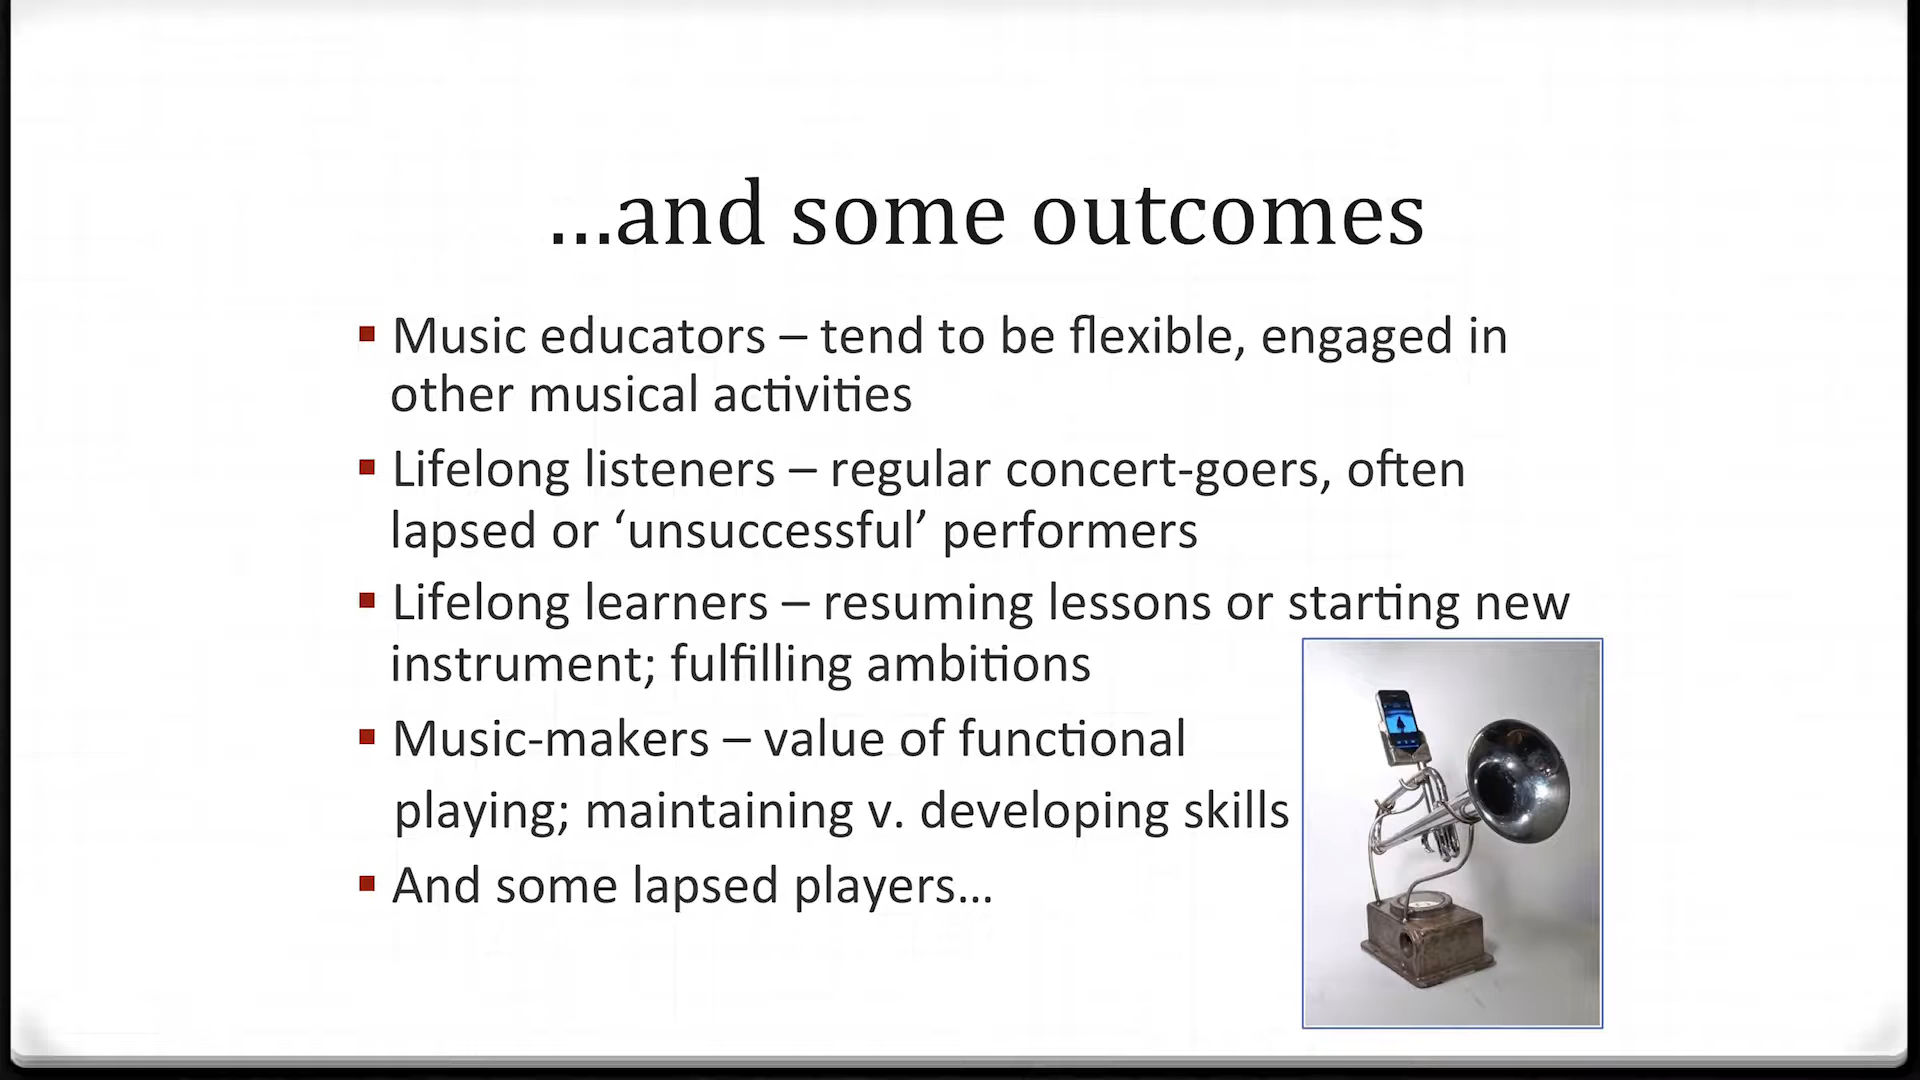 ...and some outcomes
▪ Music educators – tend to be flexible, engaged in
other musical activities
▪ Lifelong listeners – regular concert-goers, often
lapsed or ‘unsuccessful’ performers
▪ Lifelong learners – resuming lessons or starting new
instrument; fulfilling ambitions
▪ Music-makers – value of functional
playing; maintaining v. developing skills
▪ And some lapsed players...